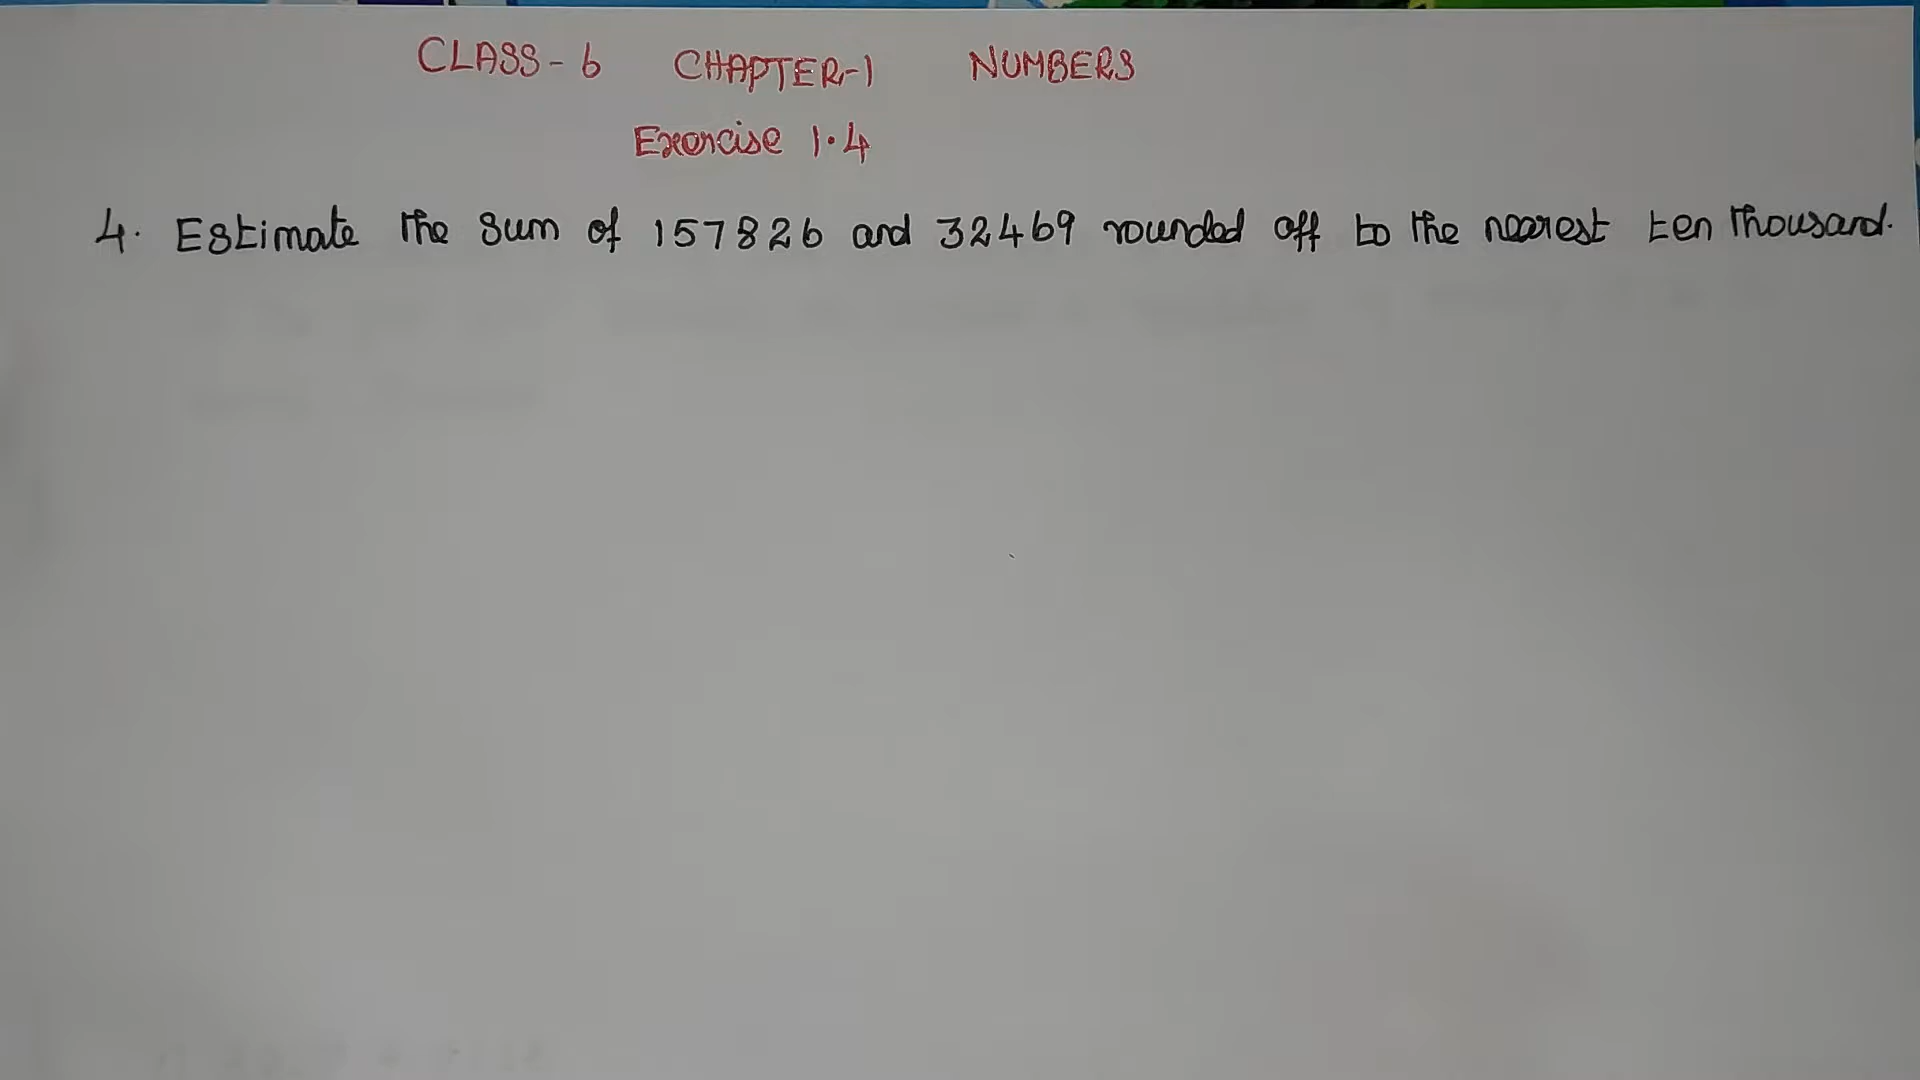 CLASS - 6 CHAPTER-1 NUMBERS
Exercise 1.4
4. Estimate the sum of 157826 and 32469 rounded off to the nearest ten thousand.